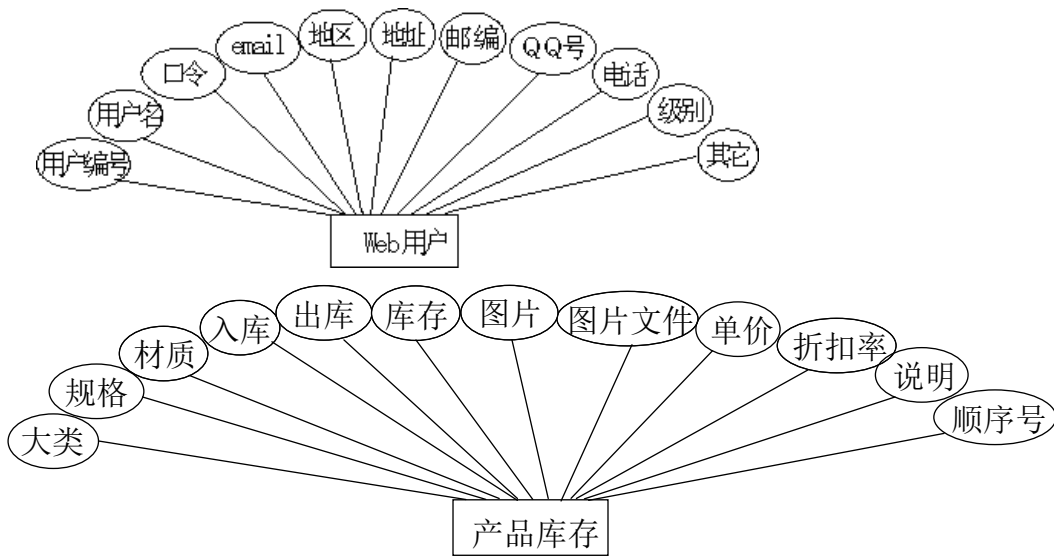 用户编号
用户名
口令
email
地区
地址
邮编
QQ号
电话
级别
其它
Web用户
大类
规格
材质
入库
出库
库存
图片
图片文件
单价
折扣率
说明
顺序号
产品库存